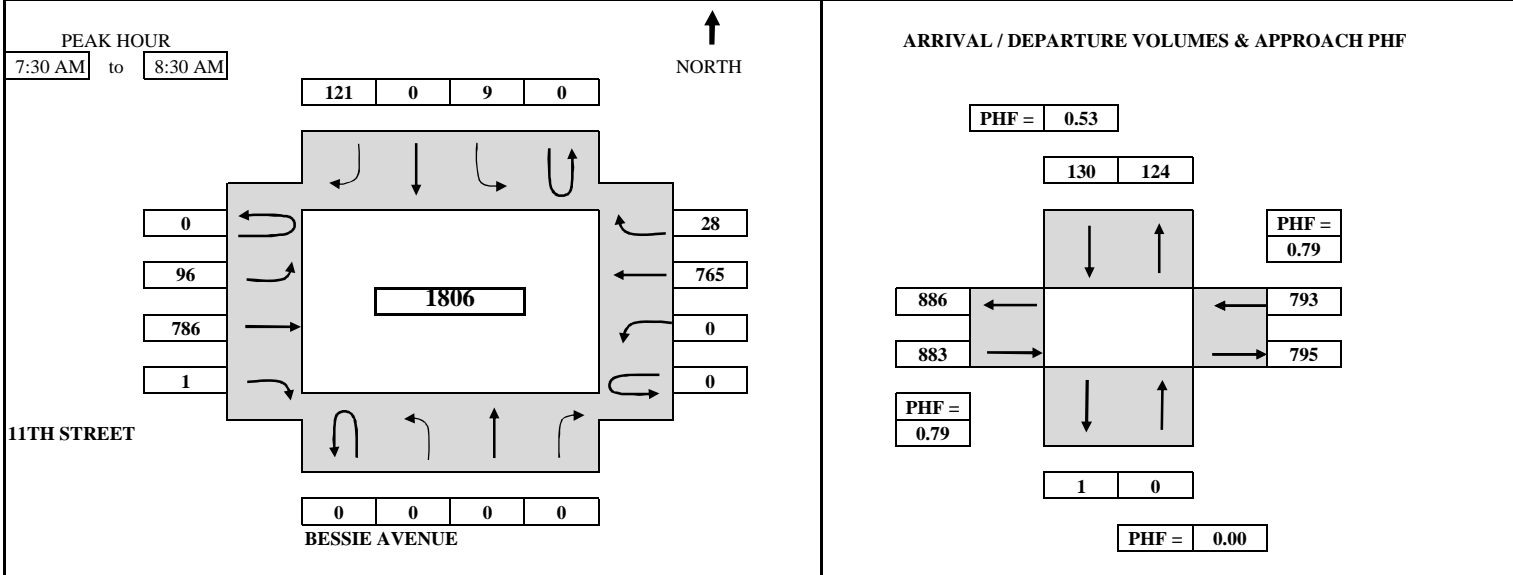 PEAK HOUR
7:30 AM to 8:30 AM
NORTH
121 0 9 0
0
96
786
1
1806
28
765
0
0
11TH STREET
0 0 0 0
BESSIE AVENUE
ARRIVAL / DEPARTURE VOLUMES & APPROACH PHF
PHF = 0.53
130 124
PHF =
0.79
886
883
793
795
PHF =
0.79
1 0
PHF = 0.00